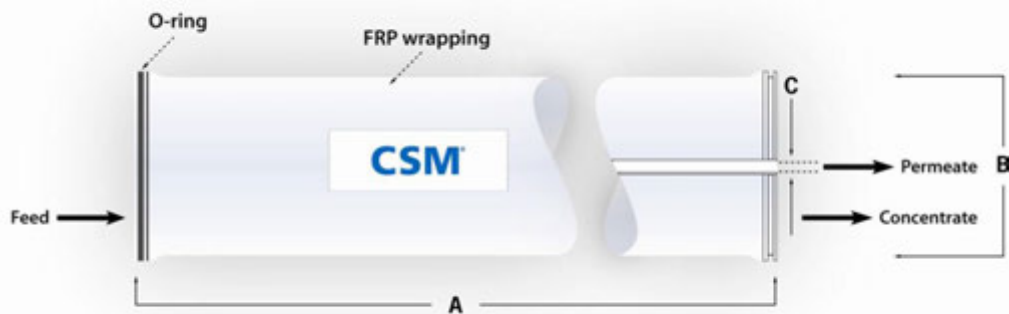 O-ring
FRP wrapping
C
CSM®
Permeate
B
Feed
Concentrate
A